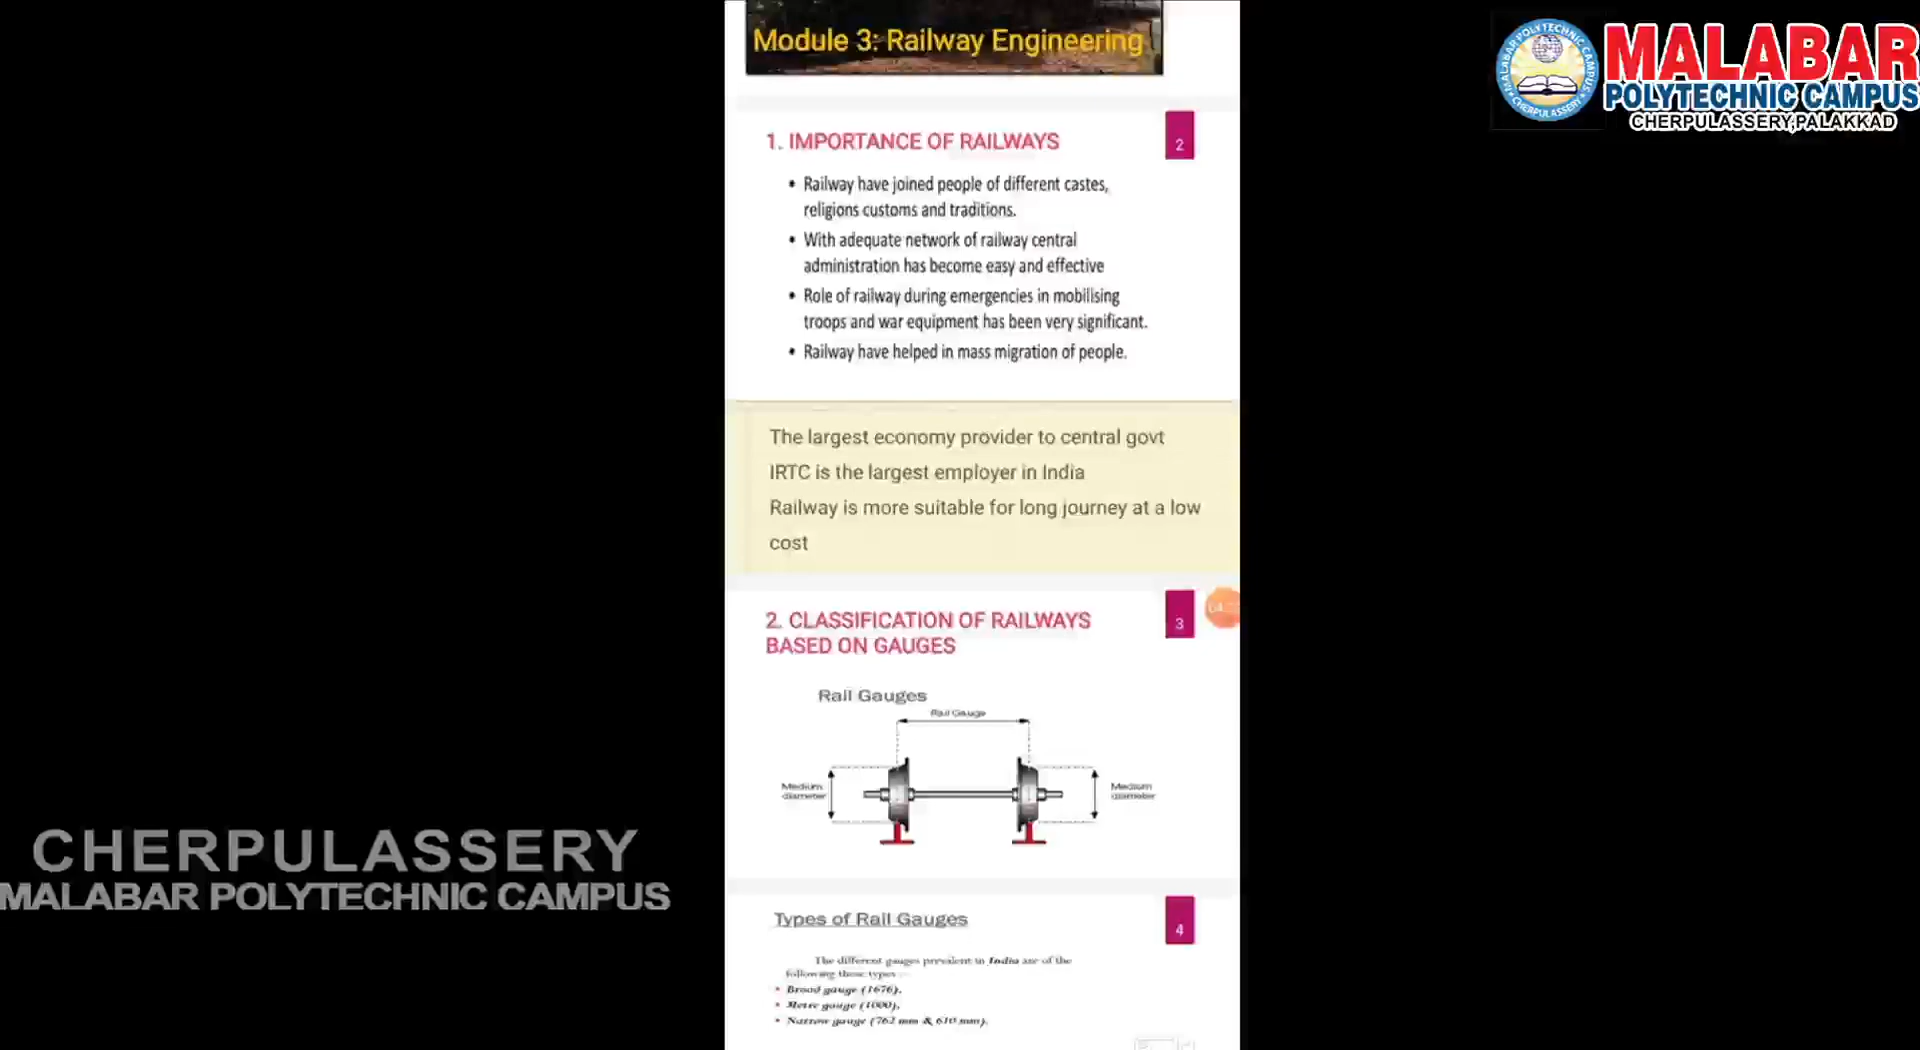 Module 3: Railway Engineering
MALABAR
POLYTECHNIC CAMPUS
CHERPULASSERY,PALAKKAD
MALABAR POLYTECHNIC CAMPUS
CHERPULASSERY
1. IMPORTANCE OF RAILWAYS
2
• Railway have joined people of different castes,
religions customs and traditions.
• With adequate network of railway central
administration has become easy and effective
• Role of railway during emergencies in mobilising
troops and war equipment has been very significant.
• Railway have helped in mass migration of people.
The largest economy provider to central govt
IRTC is the largest employer in India
Railway is more suitable for long journey at a low
cost
2. CLASSIFICATION OF RAILWAYS
BASED ON GAUGES
3
Rail Gauges
Rail Gauge
Medium
diameter
Medium
diameter
CHERPULASSERY
MALABAR POLYTECHNIC CAMPUS
Types of Rail Gauges
4
The different gauges prevalent in India are of the
following these types
• Broad gauge (1676),
• Metre gauge (1000),
• Narrow gauge (762 mm & 610 mm).